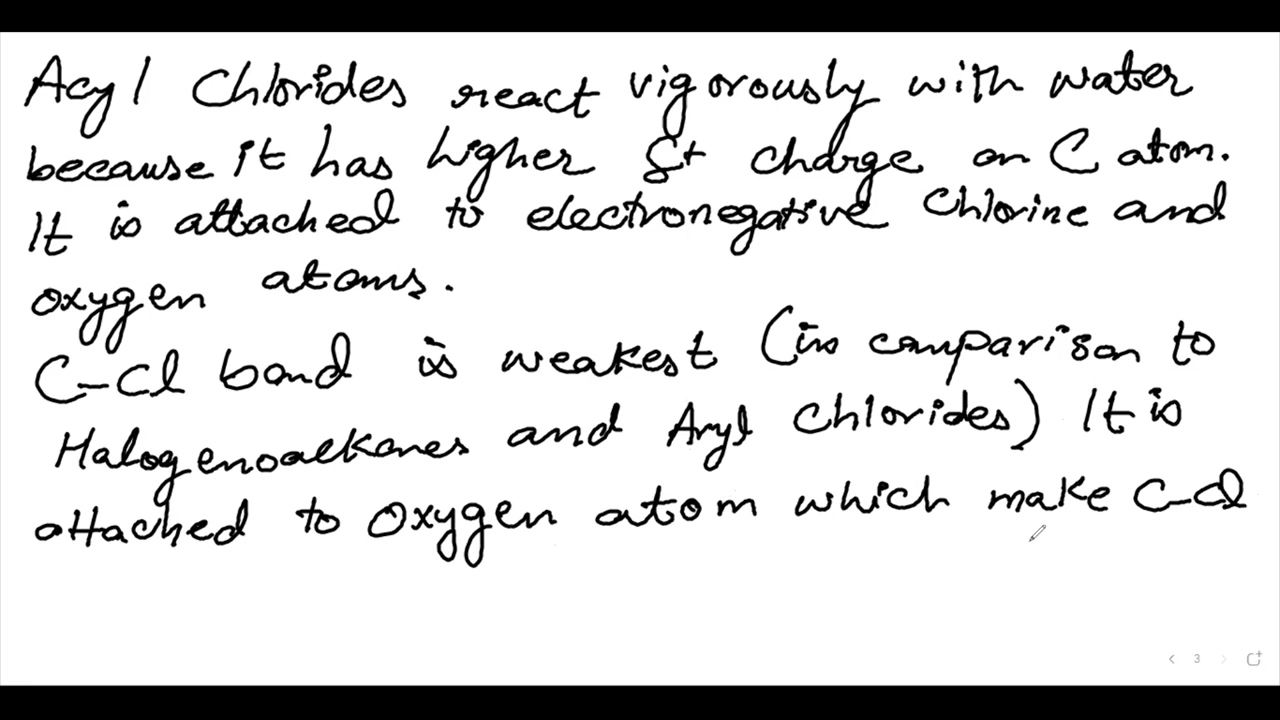 Acyl Chlorides react vigorously with water
because it has higher δ+ charge on C atom.
It is attached to electronegative Chlorine and
oxygen atoms.
C-Cl bond is weakest (in comparison to
Halogenoalkanes and Aryl Chlorides) It is
attached to Oxygen atom which make C-Cl
3